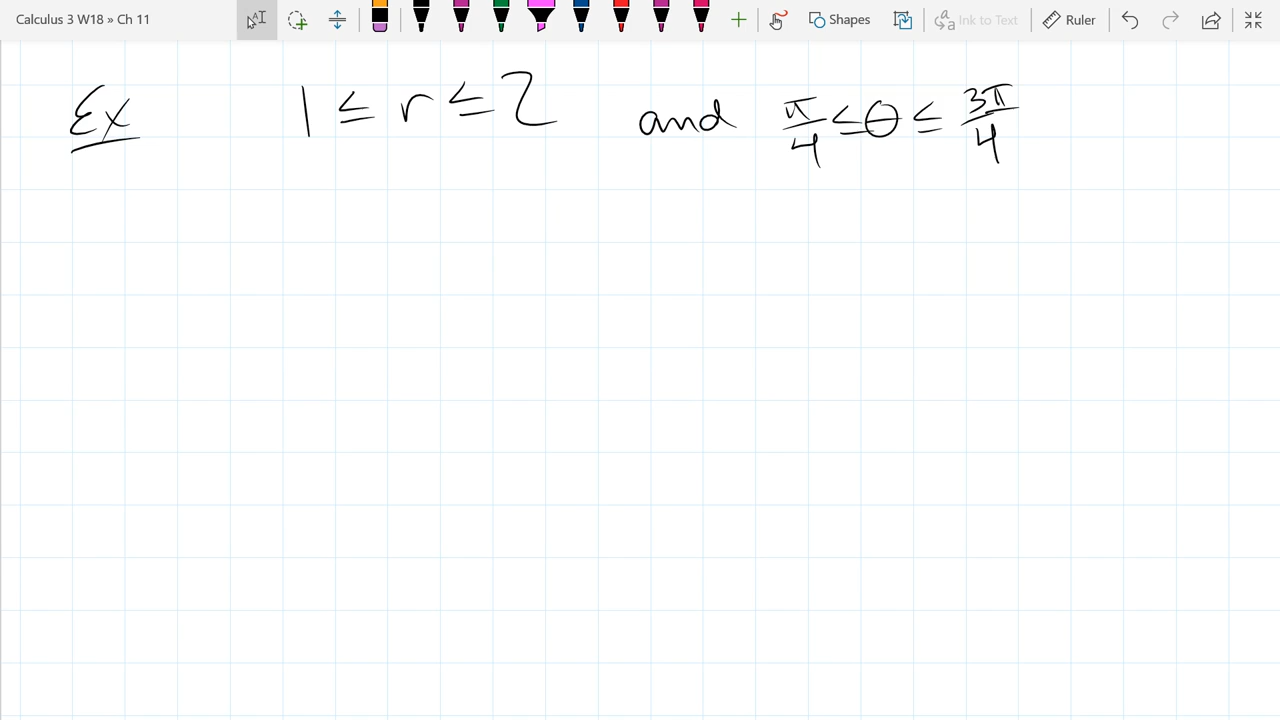 Calculus 3 W18 » Ch 11 Shapes Ink to Text Ruler
Ex 1 ≤ r ≤ 2 and π/4 ≤ θ ≤ 3π/4